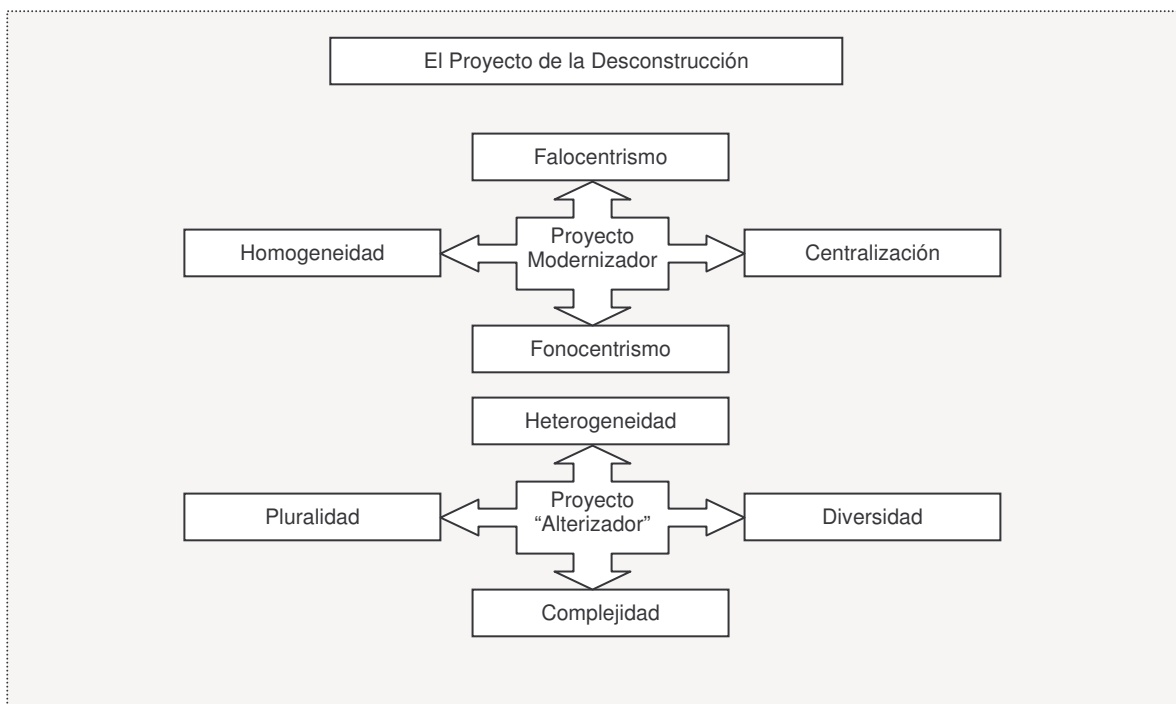 El Proyecto de la Desconstrucción
Falocentrismo
Homogeneidad
Proyecto
Modernizador
Centralización
Fonocentrismo
Heterogeneidad
Pluralidad
Proyecto
“Alterizador”
Diversidad
Complejidad